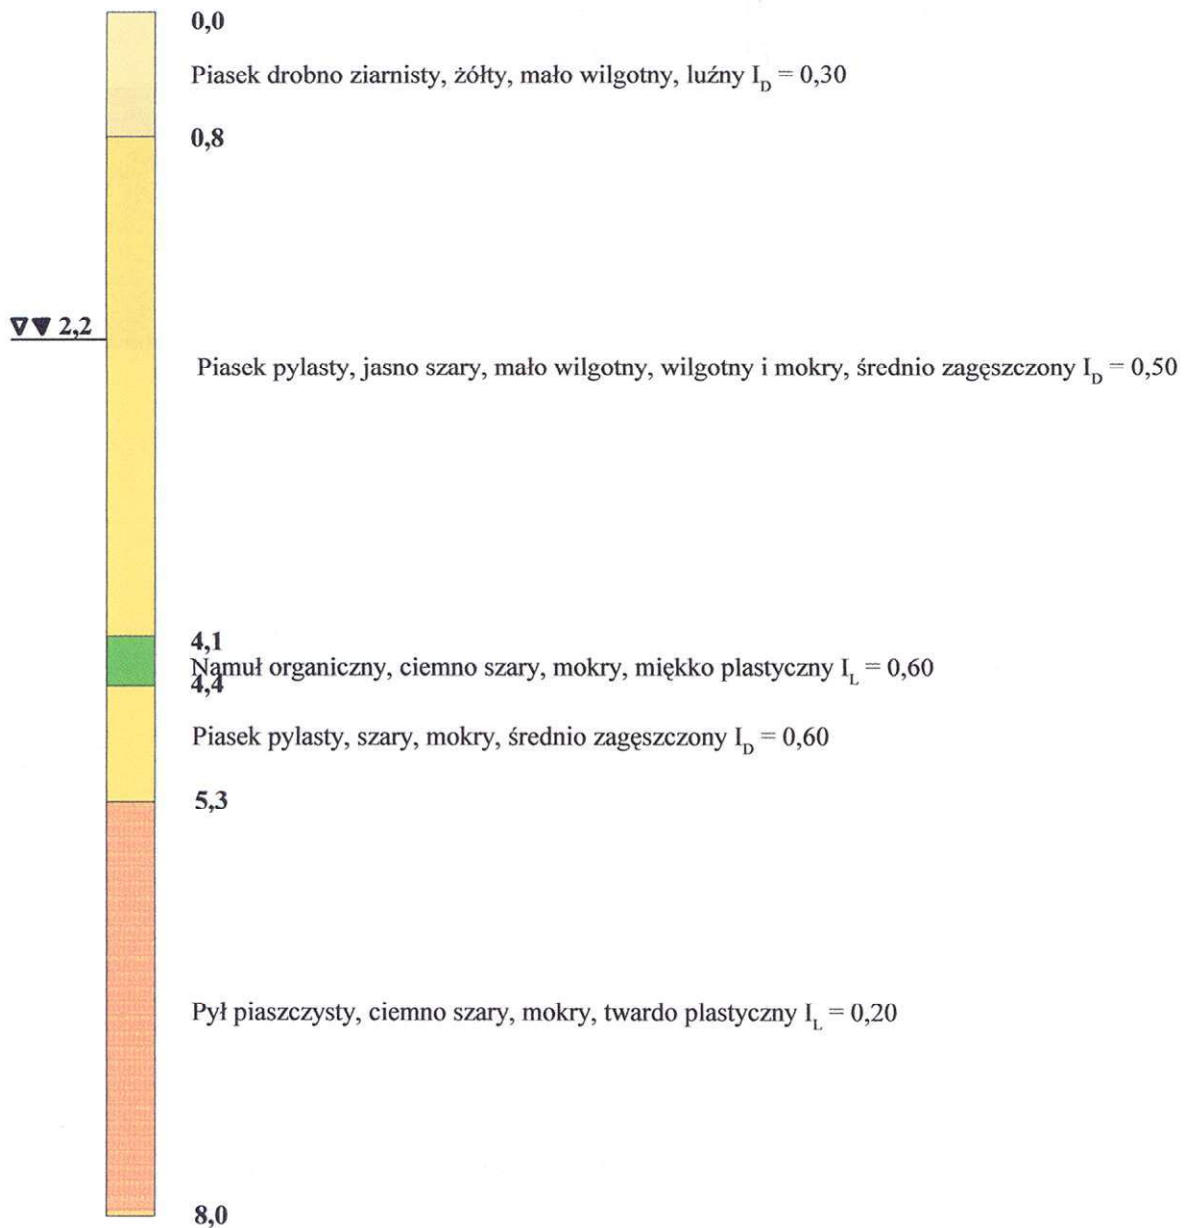 0,0
Piasek drobno ziarnisty, żółty, mało wilgotny, luźny I_D = 0,30
0,8
∇▼ 2,2
Piasek pylasty, jasno szary, mało wilgotny, wilgotny i mokry, średnio zagęszczony I_D = 0,50
4,1
Namuł organiczny, ciemno szary, mokry, miękko plastyczny I_L = 0,60
4,4
Piasek pylasty, szary, mokry, średnio zagęszczony I_D = 0,60
5,3
Pył piaszczysty, ciemno szary, mokry, twardo plastyczny I_L = 0,20
8,0